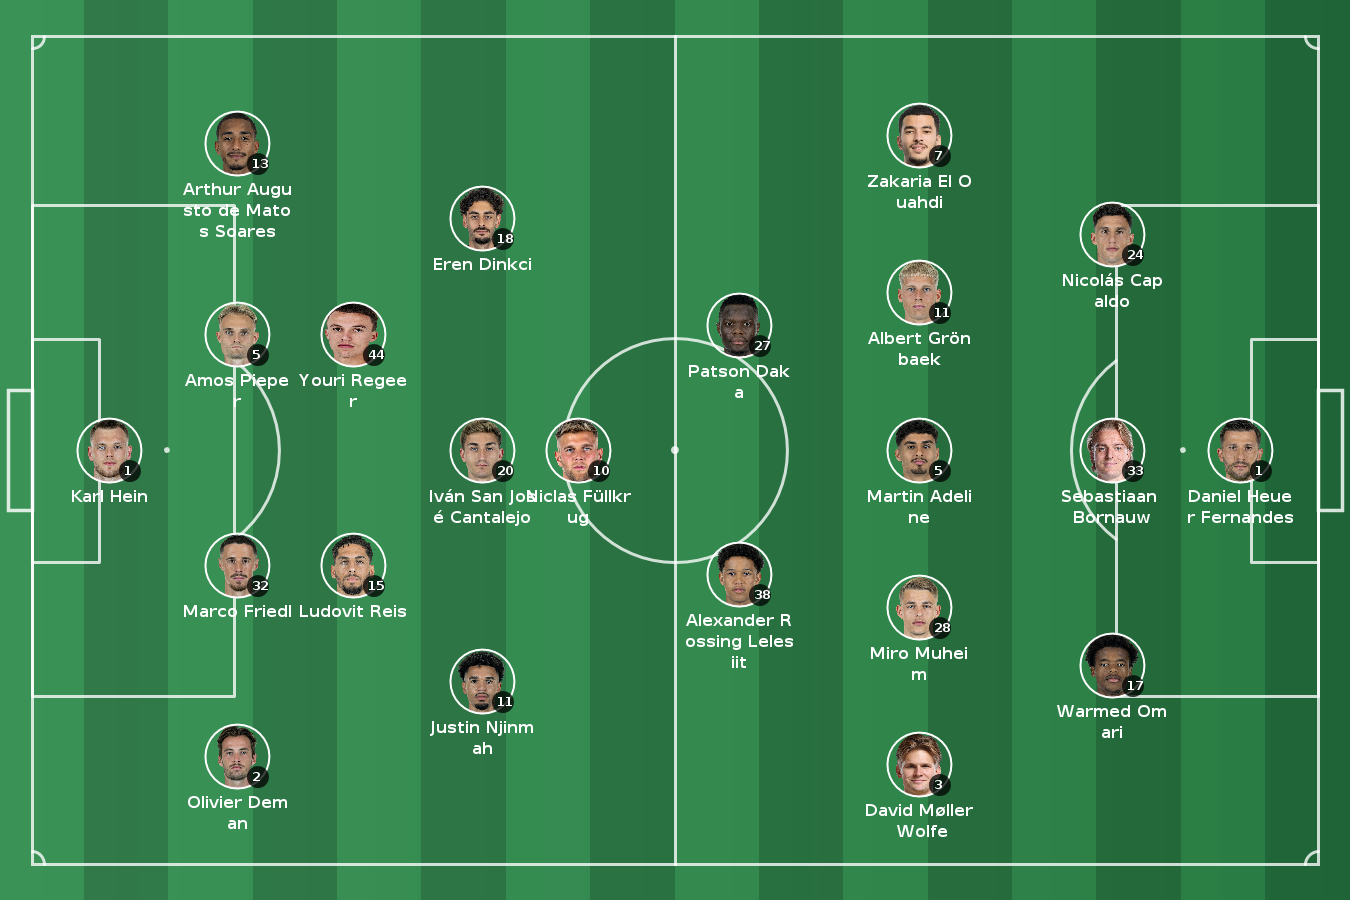 13
Arthur Augu
sto de Mato
s Soares
5
Amos Piepe
r
44
Youri Regee
r
1
Karl Hein
32
Marco Friedl
15
Ludovit Reis
2
Olivier Dem
an
18
Eren Dinkci
20
Iván San Jos
é Cantalejo
10
Niclas Füllkr
ug
11
Justin Njinm
ah
27
Patson Dak
a
38
Alexander R
ossing Leles
iit
7
Zakaria El O
uahdi
11
Albert Grön
baek
5
Martin Adeli
ne
28
Miro Muhei
m
3
David Møller
Wolfe
24
Nicolás Cap
aldo
33
Sebastiaan
Bornauw
17
Warmed Om
ari
1
Daniel Heue
r Fernandes